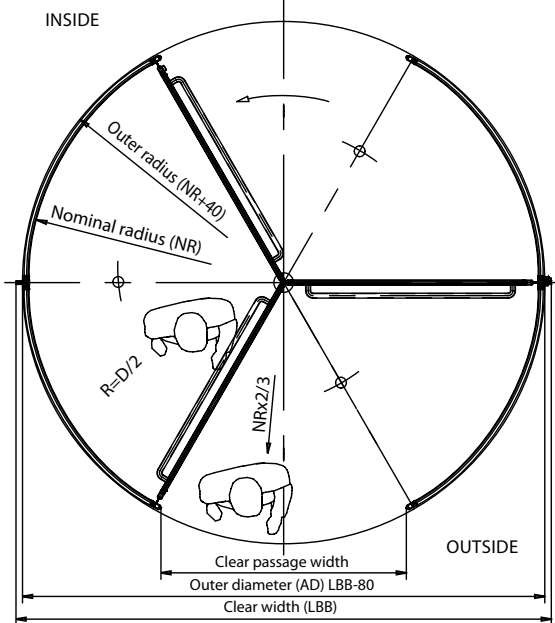 INSIDE
Outer radius (NR+40)
Nominal radius (NR)
R=D/2
NRx2/3
OUTSIDE
Clear passage width
Outer diameter (AD) LBB-80
Clear width (LBB)